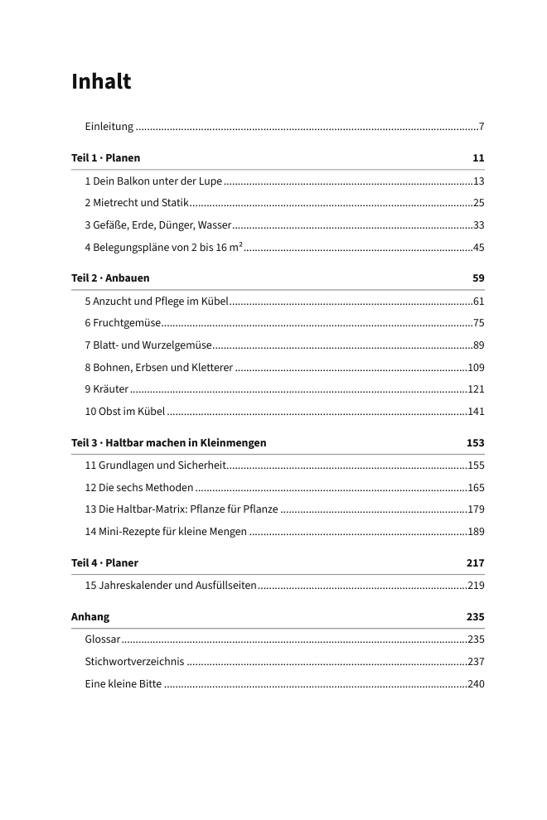 Inhalt
Einleitung ........................................................................................................................7
Teil 1 · Planen 11
1 Dein Balkon unter der Lupe........................................................................................13
2 Mietrecht und Statik....................................................................................................25
3 Gefäße, Erde, Dünger, Wasser.....................................................................................33
4 Belegungspläne von 2 bis 16 m².................................................................................45
Teil 2 · Anbauen 59
5 Anzucht und Pflege im Kübel......................................................................................61
6 Fruchtgemüse..............................................................................................................75
7 Blatt- und Wurzelgemüse............................................................................................89
8 Bohnen, Erbsen und Kletterer ..................................................................................109
9 Kräuter .......................................................................................................................121
10 Obst im Kübel ..........................................................................................................141
Teil 3 · Haltbar machen in Kleinmengen 153
11 Grundlagen und Sicherheit.....................................................................................155
12 Die sechs Methoden ................................................................................................165
13 Die Haltbar-Matrix: Pflanze für Pflanze ..................................................................179
14 Mini-Rezepte für kleine Mengen .............................................................................189
Teil 4 · Planer 217
15 Jahreskalender und Ausfüllseiten..........................................................................219
Anhang 235
Glossar..........................................................................................................................235
Stichwortverzeichnis ...................................................................................................237
Eine kleine Bitte ...........................................................................................................240